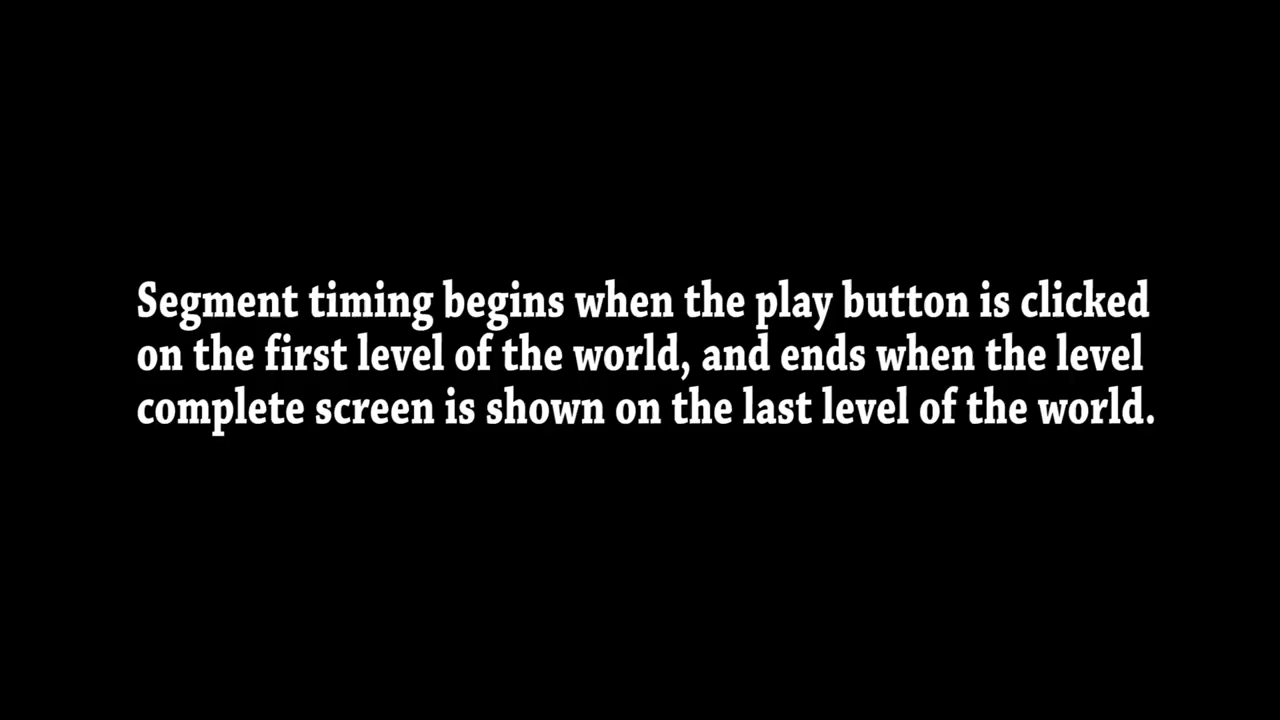 Segment timing begins when the play button is clicked
on the first level of the world, and ends when the level
complete screen is shown on the last level of the world.